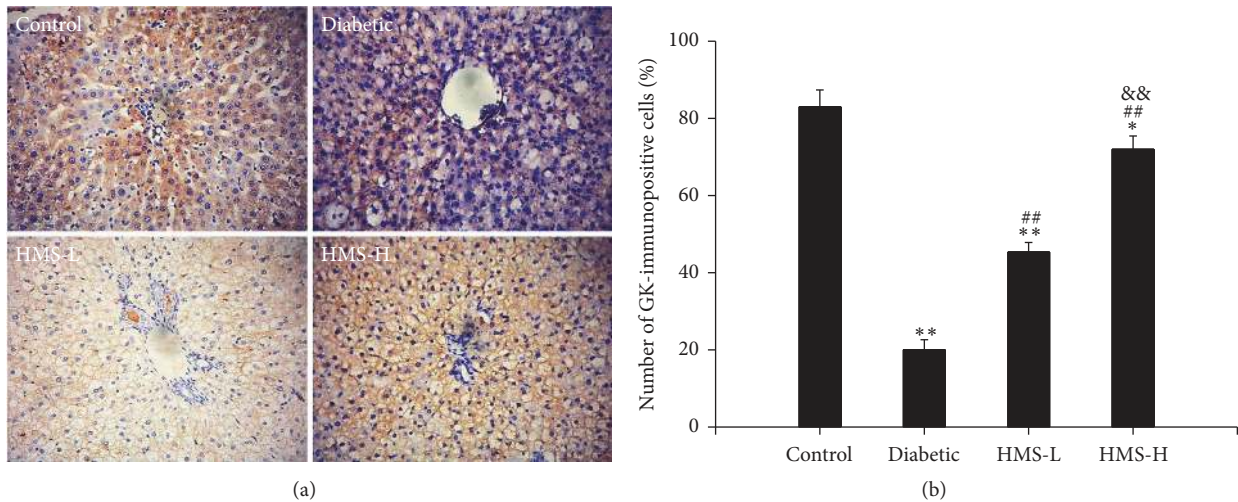 Control
Diabetic
HMS-L
HMS-H
(a)
Number of GK-immunopositive cells (%)
100
80
60
40
20
0
**
##
**
&&
##
*
Control Diabetic HMS-L HMS-H
(b)